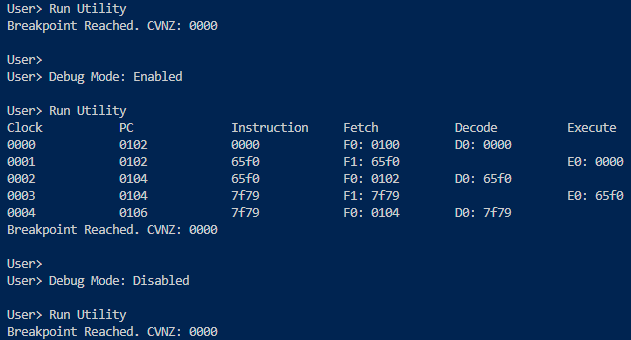 User> Run Utility
Breakpoint Reached. CVNZ: 0000
User>
User> Debug Mode: Enabled
User> Run Utility
Clock PC Instruction Fetch Decode Execute
0000 0102 0000 F0: 0100 D0: 0000
0001 0102 65f0 F1: 65f0 E0: 0000
0002 0104 65f0 F0: 0102 D0: 65f0
0003 0104 7f79 F1: 7f79 E0: 65f0
0004 0106 7f79 F0: 0104 D0: 7f79
Breakpoint Reached. CVNZ: 0000
User>
User> Debug Mode: Disabled
User> Run Utility
Breakpoint Reached. CVNZ: 0000